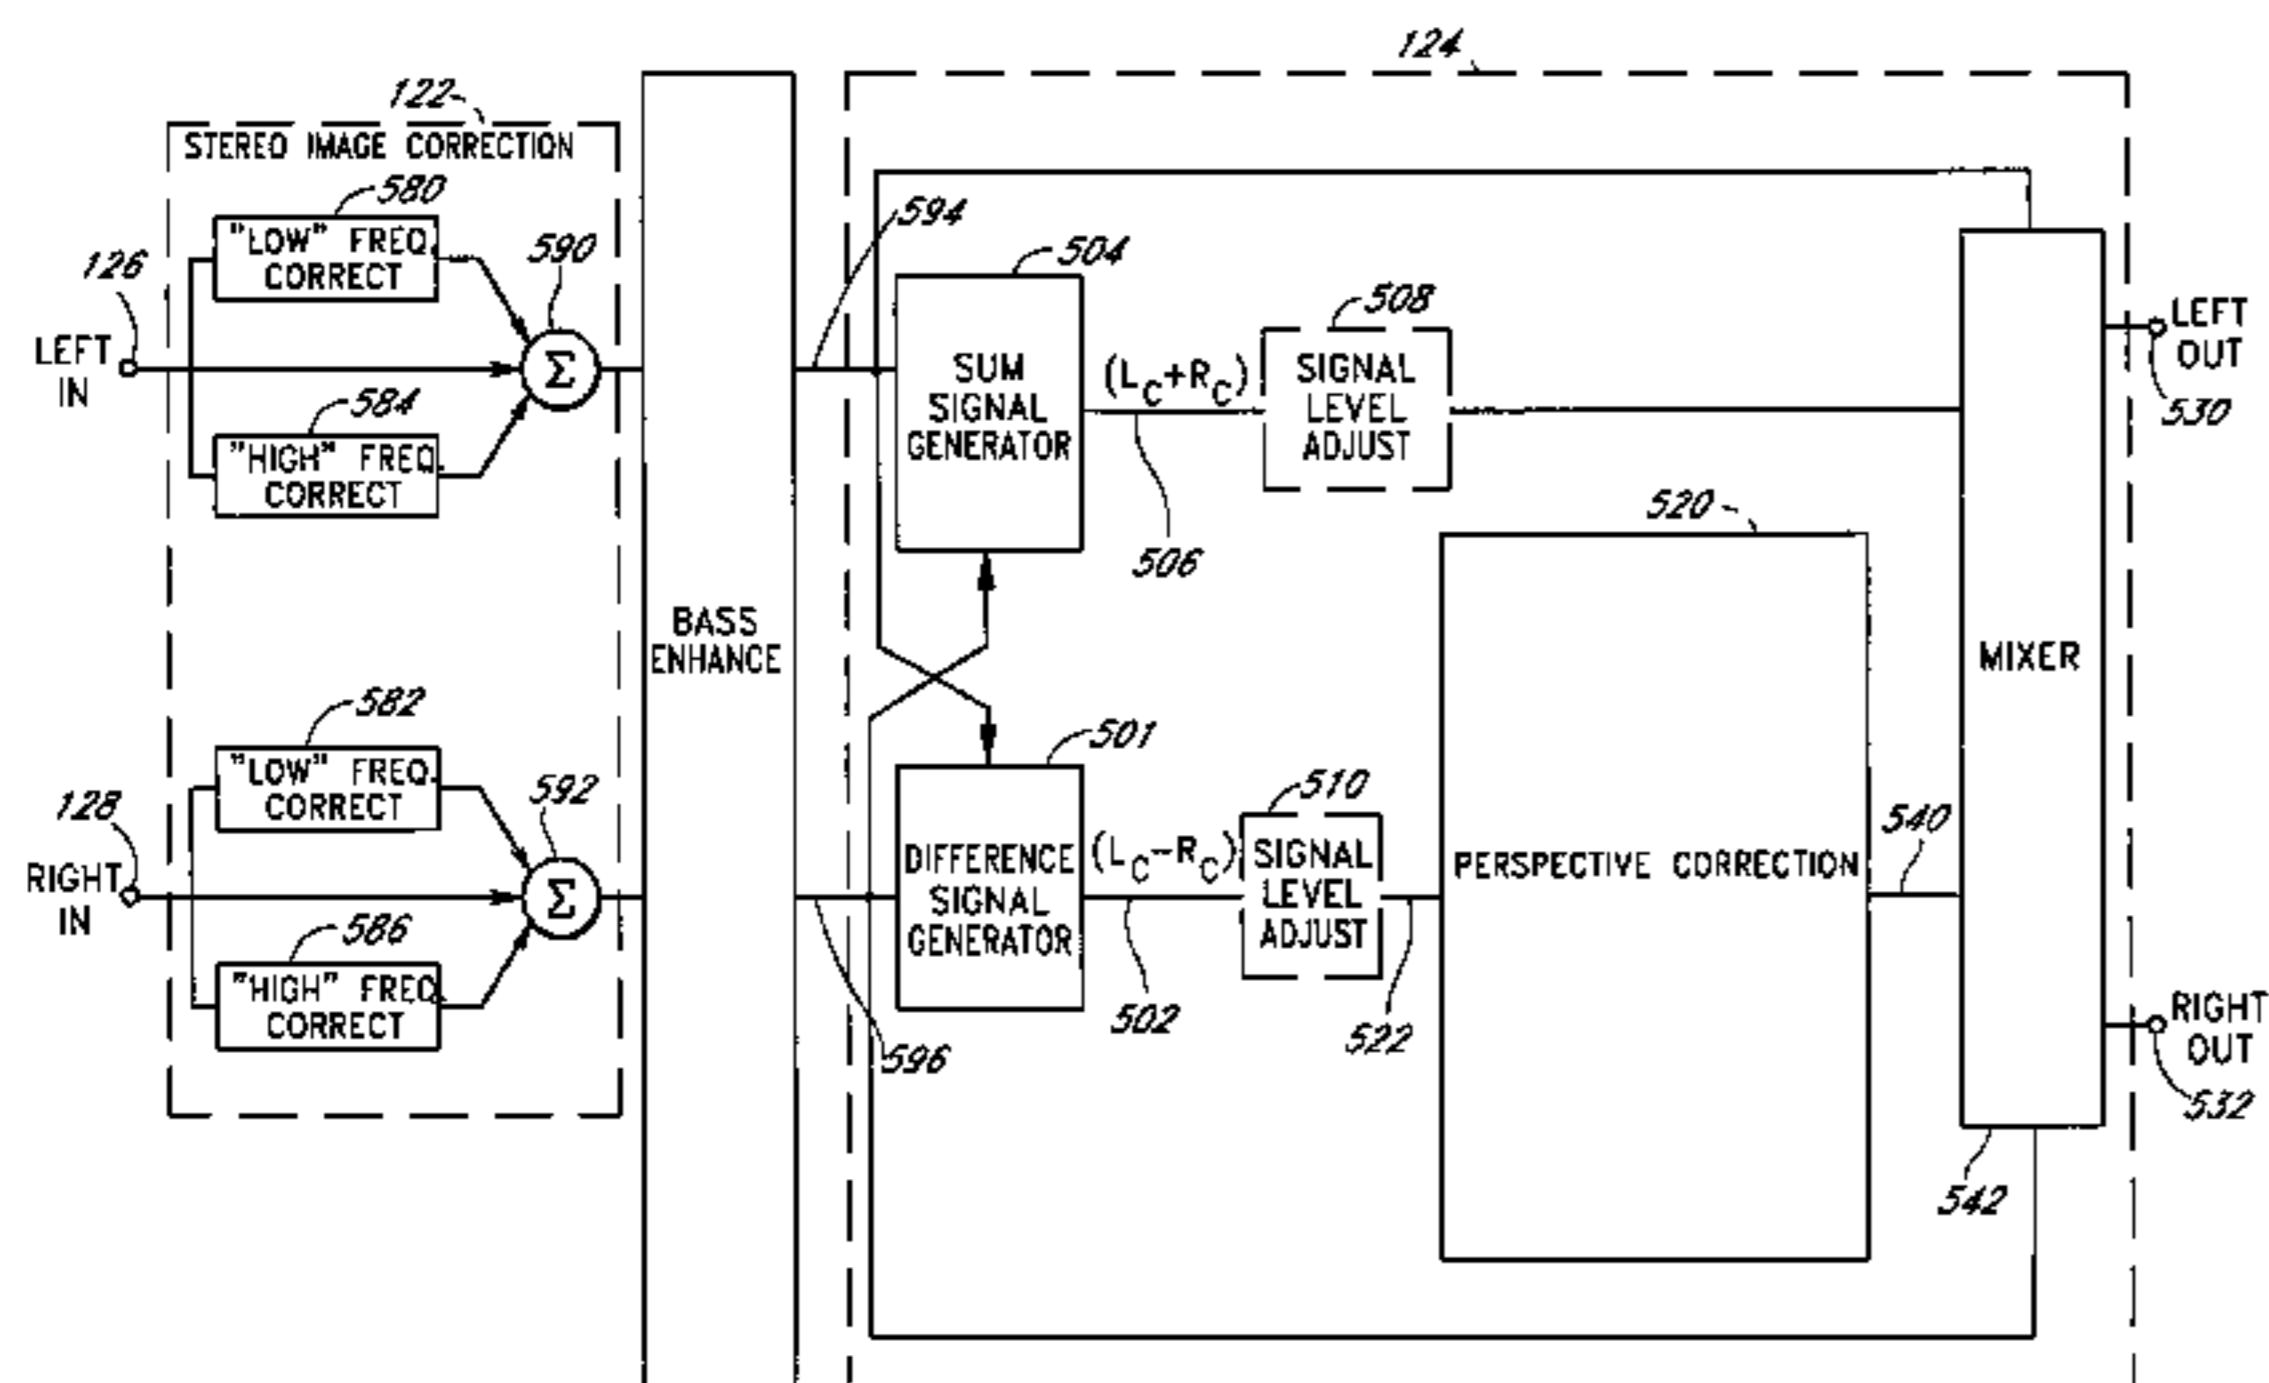 124
122
STEREO IMAGE CORRECTION
580
"LOW" FREQ.
CORRECT
590
594
504
126
LEFT
IN
Σ
584
"HIGH" FREQ.
CORRECT
SUM
SIGNAL
GENERATOR
(LC+RC)
506
508
SIGNAL
LEVEL
ADJUST
LEFT
OUT
530
520
BASS
ENHANCE
MIXER
582
"LOW" FREQ.
CORRECT
592
128
RIGHT
IN
Σ
586
"HIGH" FREQ.
CORRECT
501
DIFFERENCE
SIGNAL
GENERATOR
(LC-RC)
502
510
SIGNAL
LEVEL
ADJUST
522
PERSPECTIVE CORRECTION
540
596
RIGHT
OUT
532
542